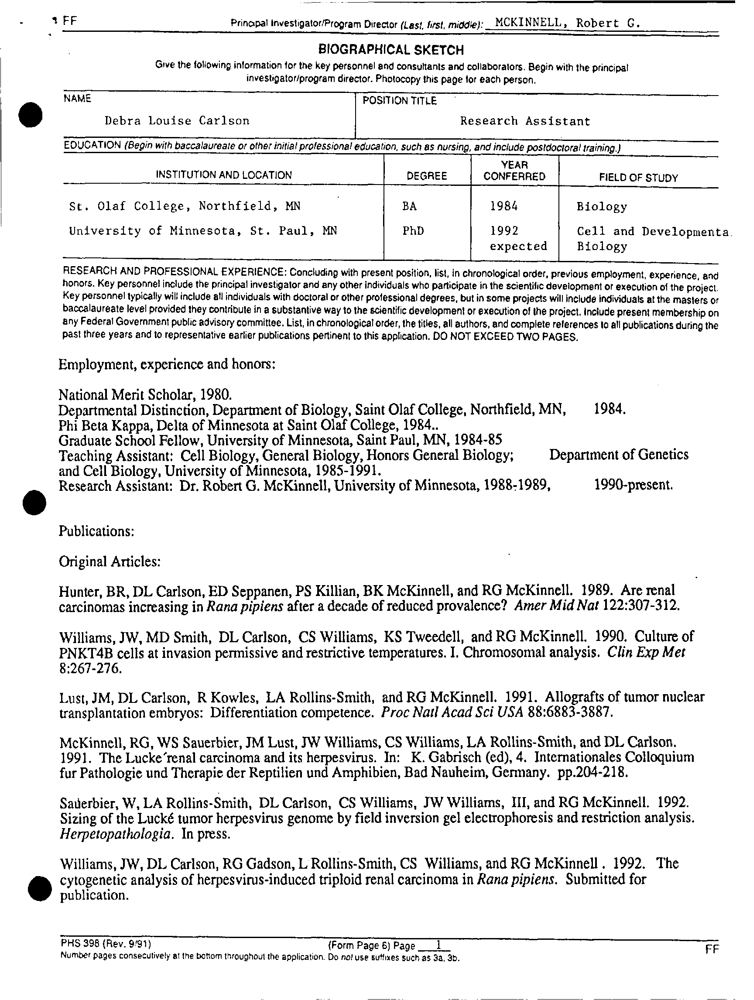 FF
Principal Investigator/Program Director (Last, first, middle): MCKINNELL, Robert G.
BIOGRAPHICAL SKETCH
Give the following information for the key personnel and consultants and collaborators. Begin with the principal
investigator/program director. Photocopy this page for each person.
NAME
POSITION TITLE
Debra Louise Carlson
Research Assistant
EDUCATION (Begin with baccalaureate or other initial professional education, such as nursing, and include postdoctoral training.)
INSTITUTION AND LOCATION
DEGREE
YEAR
CONFERRED
FIELD OF STUDY
St. Olaf College, Northfield, MN
BA
1984
Biology
University of Minnesota, St. Paul, MN
PhD
1992
expected
Cell and Developmenta
Biology
RESEARCH AND PROFESSIONAL EXPERIENCE: Concluding with present position, list, in chronological order, previous employment, experience, and
honors. Key personnel include the principal investigator and any other individuals who participate in the scientific development or execution of the project.
Key personnel typically will include all individuals with doctoral or other professional degrees, but in some projects will include individuals at the masters or
baccalaureate level provided they contribute in a substantive way to the scientific development or execution of the project. Include present membership on
any Federal Government public advisory committee. List, in chronological order, the titles, all authors, and complete references to all publications during the
past three years and to representative earlier publications pertinent to this application. DO NOT EXCEED TWO PAGES.
Employment, experience and honors:
National Merit Scholar, 1980.
Departmental Distinction, Department of Biology, Saint Olaf College, Northfield, MN, 1984.
Phi Beta Kappa, Delta of Minnesota at Saint Olaf College, 1984..
Graduate School Fellow, University of Minnesota, Saint Paul, MN, 1984-85
Teaching Assistant: Cell Biology, General Biology, Honors General Biology; Department of Genetics
and Cell Biology, University of Minnesota, 1985-1991.
Research Assistant: Dr. Robert G. McKinnell, University of Minnesota, 1988-1989, 1990-present.
Publications:
Original Articles:
Hunter, BR, DL Carlson, ED Seppanen, PS Killian, BK McKinnell, and RG McKinnell. 1989. Are renal
carcinomas increasing in Rana pipiens after a decade of reduced provalence? Amer Mid Nat 122:307-312.
Williams, JW, MD Smith, DL Carlson, CS Williams, KS Tweedell, and RG McKinnell. 1990. Culture of
PNKT4B cells at invasion permissive and restrictive temperatures. I. Chromosomal analysis. Clin Exp Met
8:267-276.
Lust, JM, DL Carlson, R Kowles, LA Rollins-Smith, and RG McKinnell. 1991. Allografts of tumor nuclear
transplantation embryos: Differentiation competence. Proc Natl Acad Sci USA 88:6883-3887.
McKinnell, RG, WS Sauerbier, JM Lust, JW Williams, CS Williams, LA Rollins-Smith, and DL Carlson.
1991. The Lucke´renal carcinoma and its herpesvirus. In: K. Gabrisch (ed), 4. Internationales Colloquium
fur Pathologie und Therapie der Reptilien und Amphibien, Bad Nauheim, Germany. pp.204-218.
Sauerbier, W, LA Rollins-Smith, DL Carlson, CS Williams, JW Williams, III, and RG McKinnell. 1992.
Sizing of the Lucké tumor herpesvirus genome by field inversion gel electrophoresis and restriction analysis.
Herpetopathologia. In press.
Williams, JW, DL Carlson, RG Gadson, L Rollins-Smith, CS Williams, and RG McKinnell . 1992. The
cytogenetic analysis of herpesvirus-induced triploid renal carcinoma in Rana pipiens. Submitted for
publication.
PHS 398 (Rev. 9/91)
(Form Page 6) Page 1
FF
Number pages consecutively at the bottom throughout the application. Do not use suffixes such as 3a, 3b.